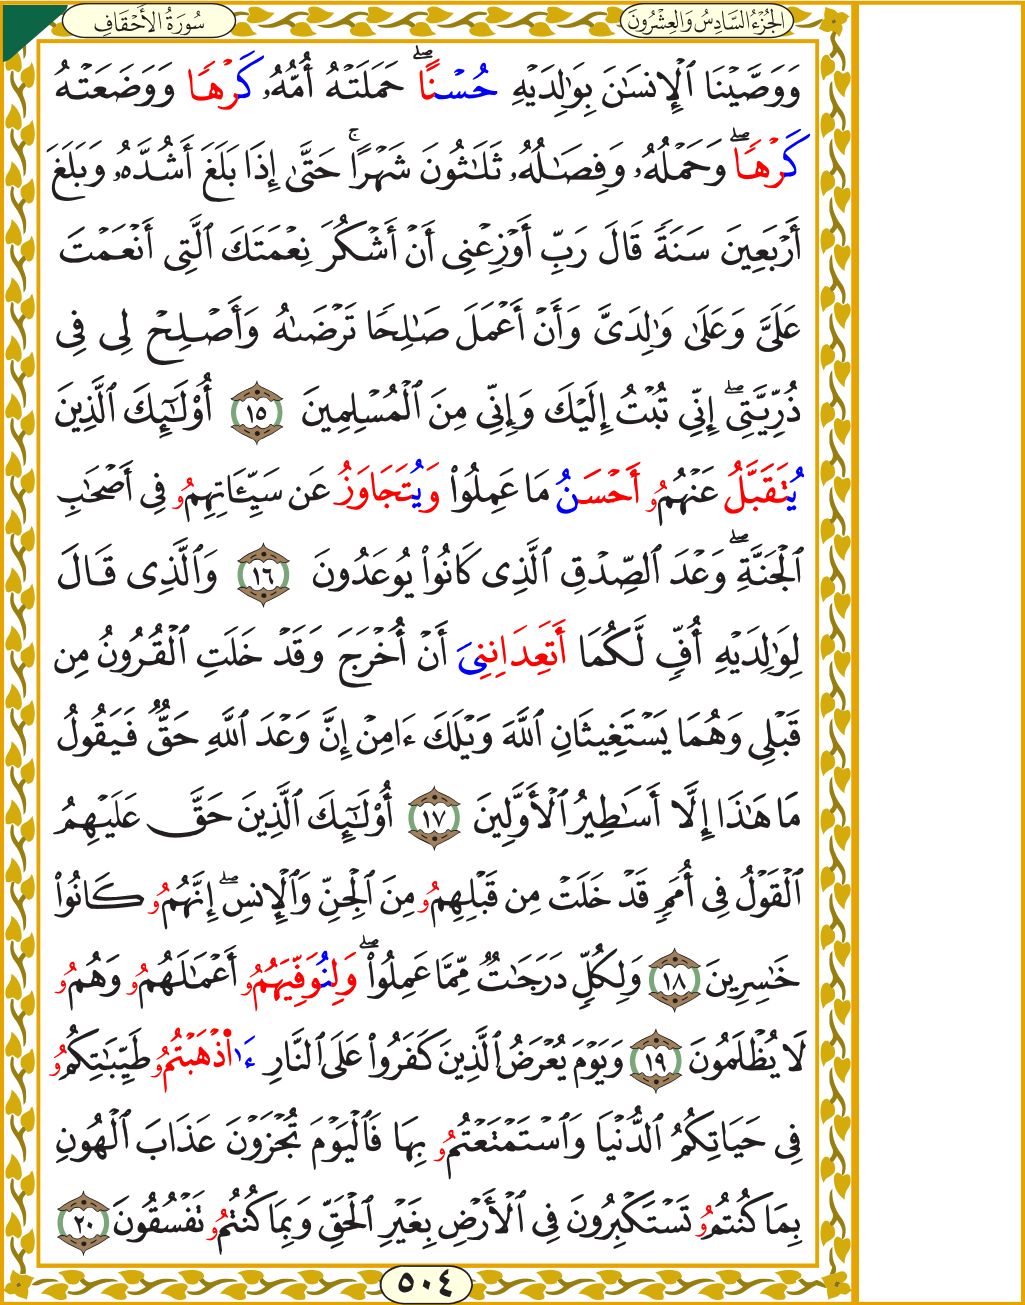 الجُزْءُ السَّادِسُ وَالعِشْرُونَ
سُورَةُ الأَحْقَافِ
وَوَصَّيْنَا ٱلْإِنسَٰنَ بِوَٰلِدَيْهِ حُسْنًاۖ حَمَلَتْهُ أُمُّهُۥ كَرْهًا وَوَضَعَتْهُ
كَرْهًاۖ وَحَمْلُهُۥ وَفِصَٰلُهُۥ ثَلَٰثُونَ شَهْرًاۚ حَتَّىٰ إِذَا بَلَغَ أَشُدَّهُۥ وَبَلَغَ
أَرْبَعِينَ سَنَةً قَالَ رَبِّ أَوْزِعْنِى أَنْ أَشْكُرَ نِعْمَتَكَ ٱلَّتِى أَنْعَمْتَ
عَلَىَّ وَعَلَىٰ وَٰلِدَىَّ وَأَنْ أَعْمَلَ صَٰلِحًا تَرْضَىٰهُ وَأَصْلِحْ لِى فِى
ذُرِّيَّتِىۖ إِنِّى تُبْتُ إِلَيْكَ وَإِنِّى مِنَ ٱلْمُسْلِمِينَ ١٥ أُوْلَٰٓئِكَ ٱلَّذِينَ
يُتَقَبَّلُ عَنْهُمُۥ أَحْسَنُ مَا عَمِلُوا۟ وَيُتَجَاوَزُ عَن سَيِّـَٔاتِهِمُۥ فِى أَصْحَٰبِ
ٱلْجَنَّةِۖ وَعْدَ ٱلصِّدْقِ ٱلَّذِى كَانُوا۟ يُوعَدُونَ ١٦ وَٱلَّذِى قَالَ
لِوَٰلِدَيْهِ أُفٍّ لَّكُمَا أَتَعِدَانِنِىَ أَنْ أُخْرَجَ وَقَدْ خَلَتِ ٱلْقُرُونُ مِن
قَبْلِى وَهُمَا يَسْتَغِيثَانِ ٱللَّهَ وَيْلَكَ ءَامِنْ إِنَّ وَعْدَ ٱللَّهِ حَقٌّ فَيَقُولُ
مَا هَٰذَا إِلَّا أَسَٰطِيرُ ٱلْأَوَّلِينَ ١٧ أُوْلَٰٓئِكَ ٱلَّذِينَ حَقَّ عَلَيْهِمُ
ٱلْقَوْلُ فِى أُمَمٍ قَدْ خَلَتْ مِن قَبْلِهِمُۥ مِنَ ٱلْجِنِّ وَٱلْإِنسِۖ إِنَّهُمُۥ كَانُوا۟
خَٰسِرِينَ ١٨ وَلِكُلٍّ دَرَجَٰتٌ مِّمَّا عَمِلُوا۟ۖ وَلِنُوَفِّيَهُمُۥ أَعْمَٰلَهُمُۥ وَهُمُۥ
لَا يُظْلَمُونَ ١٩ وَيَوْمَ يُعْرَضُ ٱلَّذِينَ كَفَرُوا۟ عَلَى ٱلنَّارِ ءَا۬ذْهَبْتُمُۥ طَيِّبَٰتِكُمُۥ
فِى حَيَاتِكُمُ ٱلدُّنْيَا وَٱسْتَمْتَعْتُمُۥ بِهَا فَٱلْيَوْمَ تُجْزَوْنَ عَذَابَ ٱلْهُونِ
بِمَا كُنتُمُۥ تَسْتَكْبِرُونَ فِى ٱلْأَرْضِ بِغَيْرِ ٱلْحَقِّ وَبِمَا كُنتُمُۥ تَفْسُقُونَ ٢٠
٥٠٤